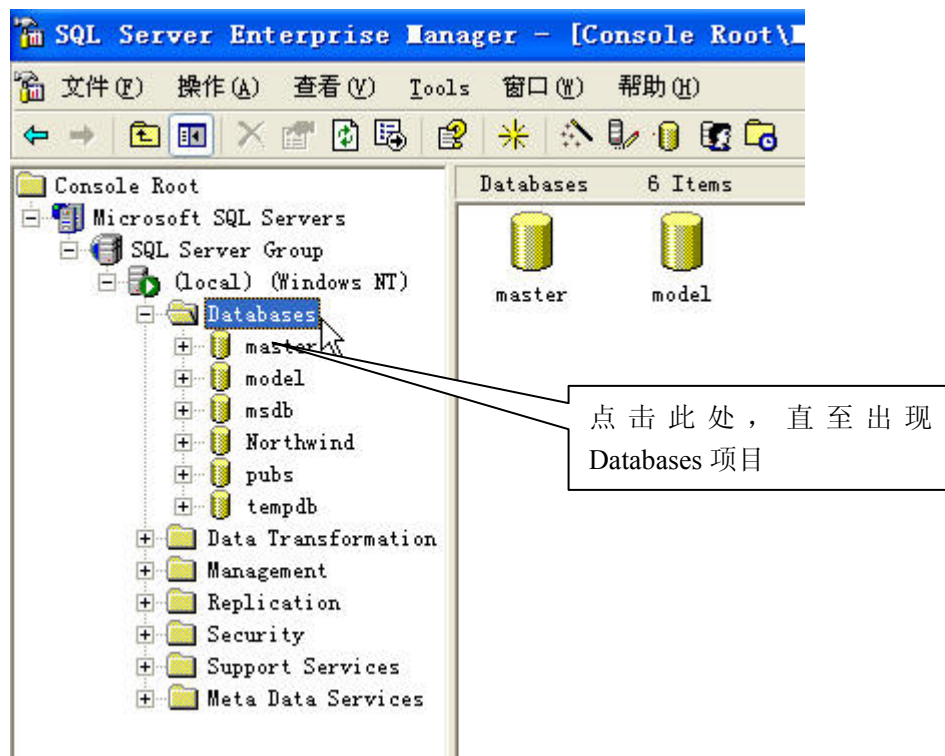 SQL Server Enterprise Manager - [Console Root\
文件(F) 操作(A) 查看(V) Tools 窗口(W) 帮助(H)
Console Root
Microsoft SQL Servers
SQL Server Group
(local) (Windows NT)
Databases
master
model
msdb
Northwind
pubs
tempdb
Data Transformation
Management
Replication
Security
Support Services
Meta Data Services
Databases 6 Items
master model
点击此处，直至出现
Databases 项目